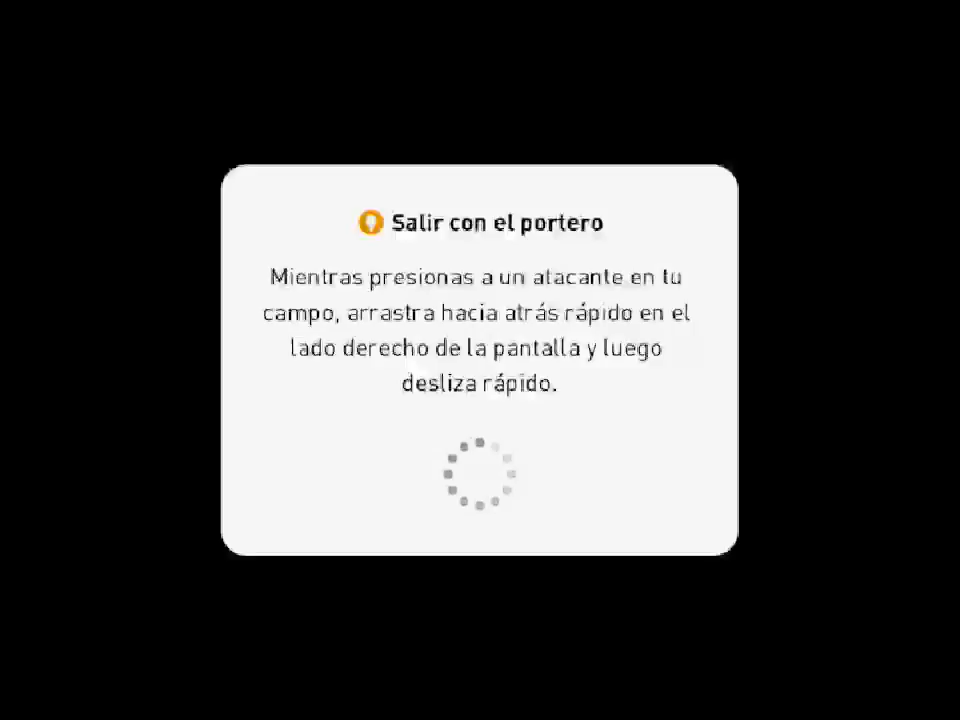 Salir con el portero
Mientras presionas a un atacante en tu
campo, arrastra hacia atrás rápido en el
lado derecho de la pantalla y luego
desliza rápido.